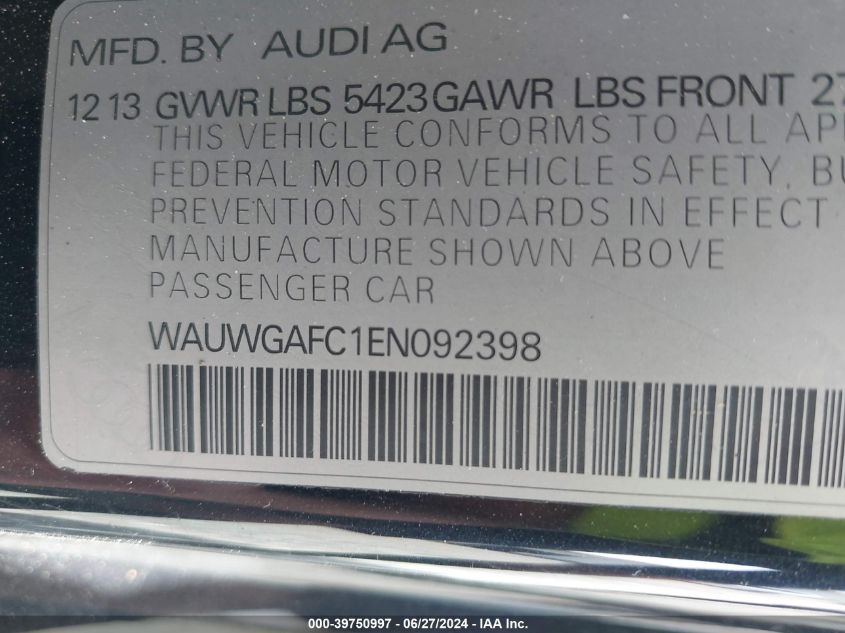 MFD. BY AUDI AG
12 13 GVWR LBS 5423 GAWR LBS FRONT 27
THIS VEHICLE CONFORMS TO ALL
FEDERAL MOTOR VEHICLE SAFETY,
PREVENTION STANDARDS IN EFFECT
MANUFACTURE SHOWN ABOVE
PASSENGER CAR
WAUWGAFC1EN092398
000-39750997 - 06/27/2024 - IAA Inc.